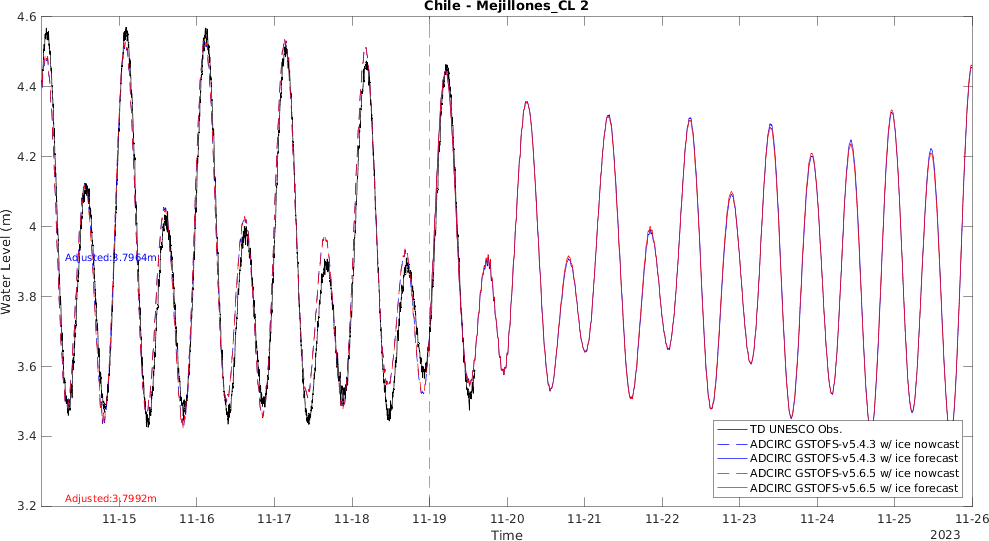 Chile - Mejillones_CL 2
4.6
4.4
4.2
4
3.8
3.6
3.4
3.2
Water Level (m)
Adjusted:3.7964m
Adjusted:3.7992m
TD UNESCO Obs.
ADCIRC GSTOFS-v5.4.3 w/ ice nowcast
ADCIRC GSTOFS-v5.4.3 w/ ice forecast
ADCIRC GSTOFS-v5.6.5 w/ ice nowcast
ADCIRC GSTOFS-v5.6.5 w/ ice forecast
11-15 11-16 11-17 11-18 11-19 11-20 11-21 11-22 11-23 11-24 11-25 11-26
Time
2023